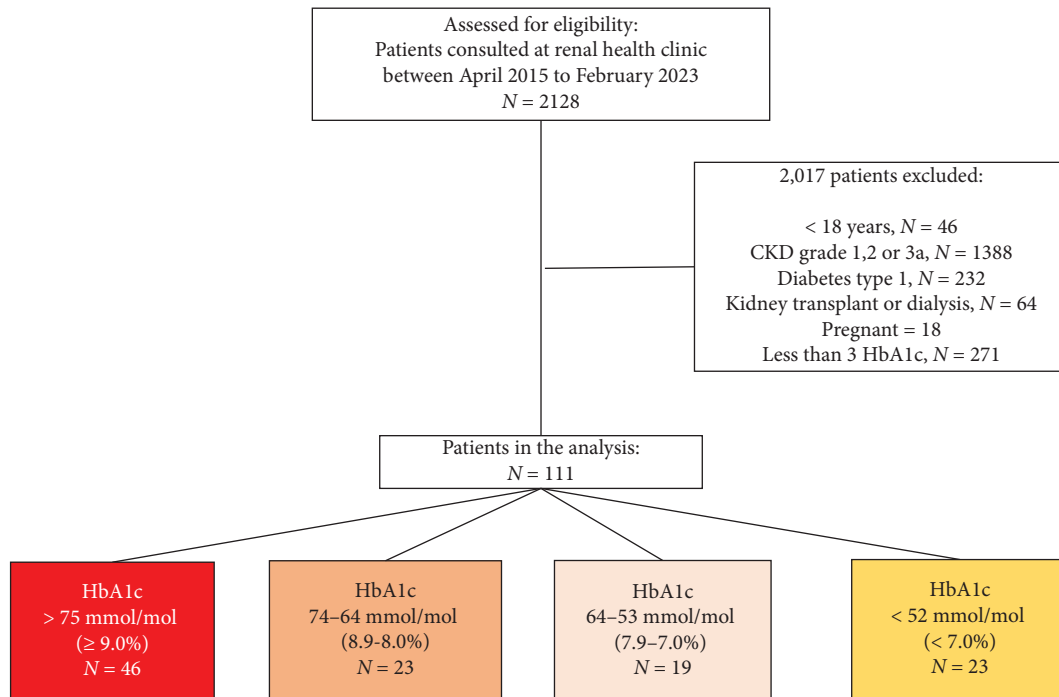 Assessed for eligibility:
Patients consulted at renal health clinic
between April 2015 to February 2023
N = 2128
2,017 patients excluded:
< 18 years, N = 46
CKD grade 1,2 or 3a, N = 1388
Diabetes type 1, N = 232
Kidney transplant or dialysis, N = 64
Pregnant = 18
Less than 3 HbA1c, N = 271
Patients in the analysis:
N = 111
HbA1c
> 75 mmol/mol
(≥ 9.0%)
N = 46
HbA1c
74–64 mmol/mol
(8.9-8.0%)
N = 23
HbA1c
64–53 mmol/mol
(7.9–7.0%)
N = 19
HbA1c
< 52 mmol/mol
(< 7.0%)
N = 23